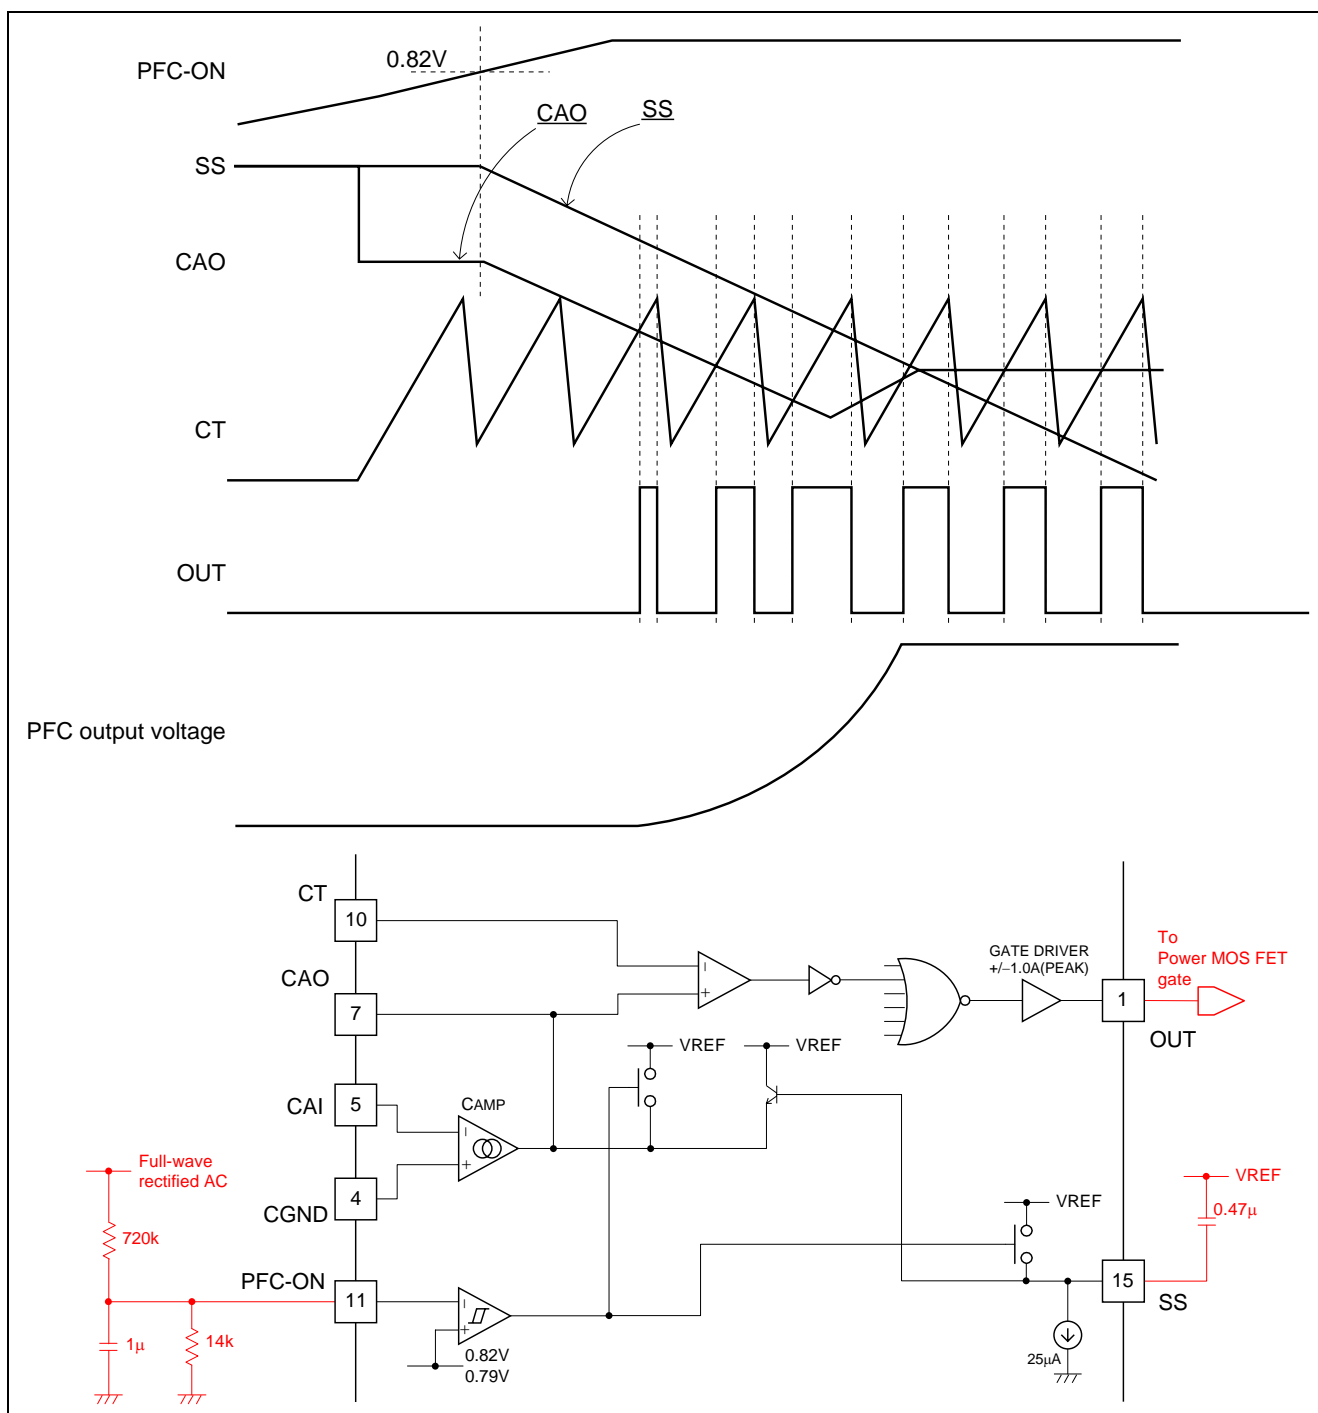 PFC-ON
0.82V
CAO
SS
SS
CAO
CT
OUT
PFC output voltage
CT
10
CAO
7
CAI
5
CAMP
4
CGND
Full-wave
rectified AC
720k
1μ
14k
PFC-ON
11
0.82V
0.79V
VREF
VREF
GATE DRIVER
+/−1.0A(PEAK)
1
OUT
To
Power MOS FET
gate
VREF
VREF
0.47μ
15
SS
25μA